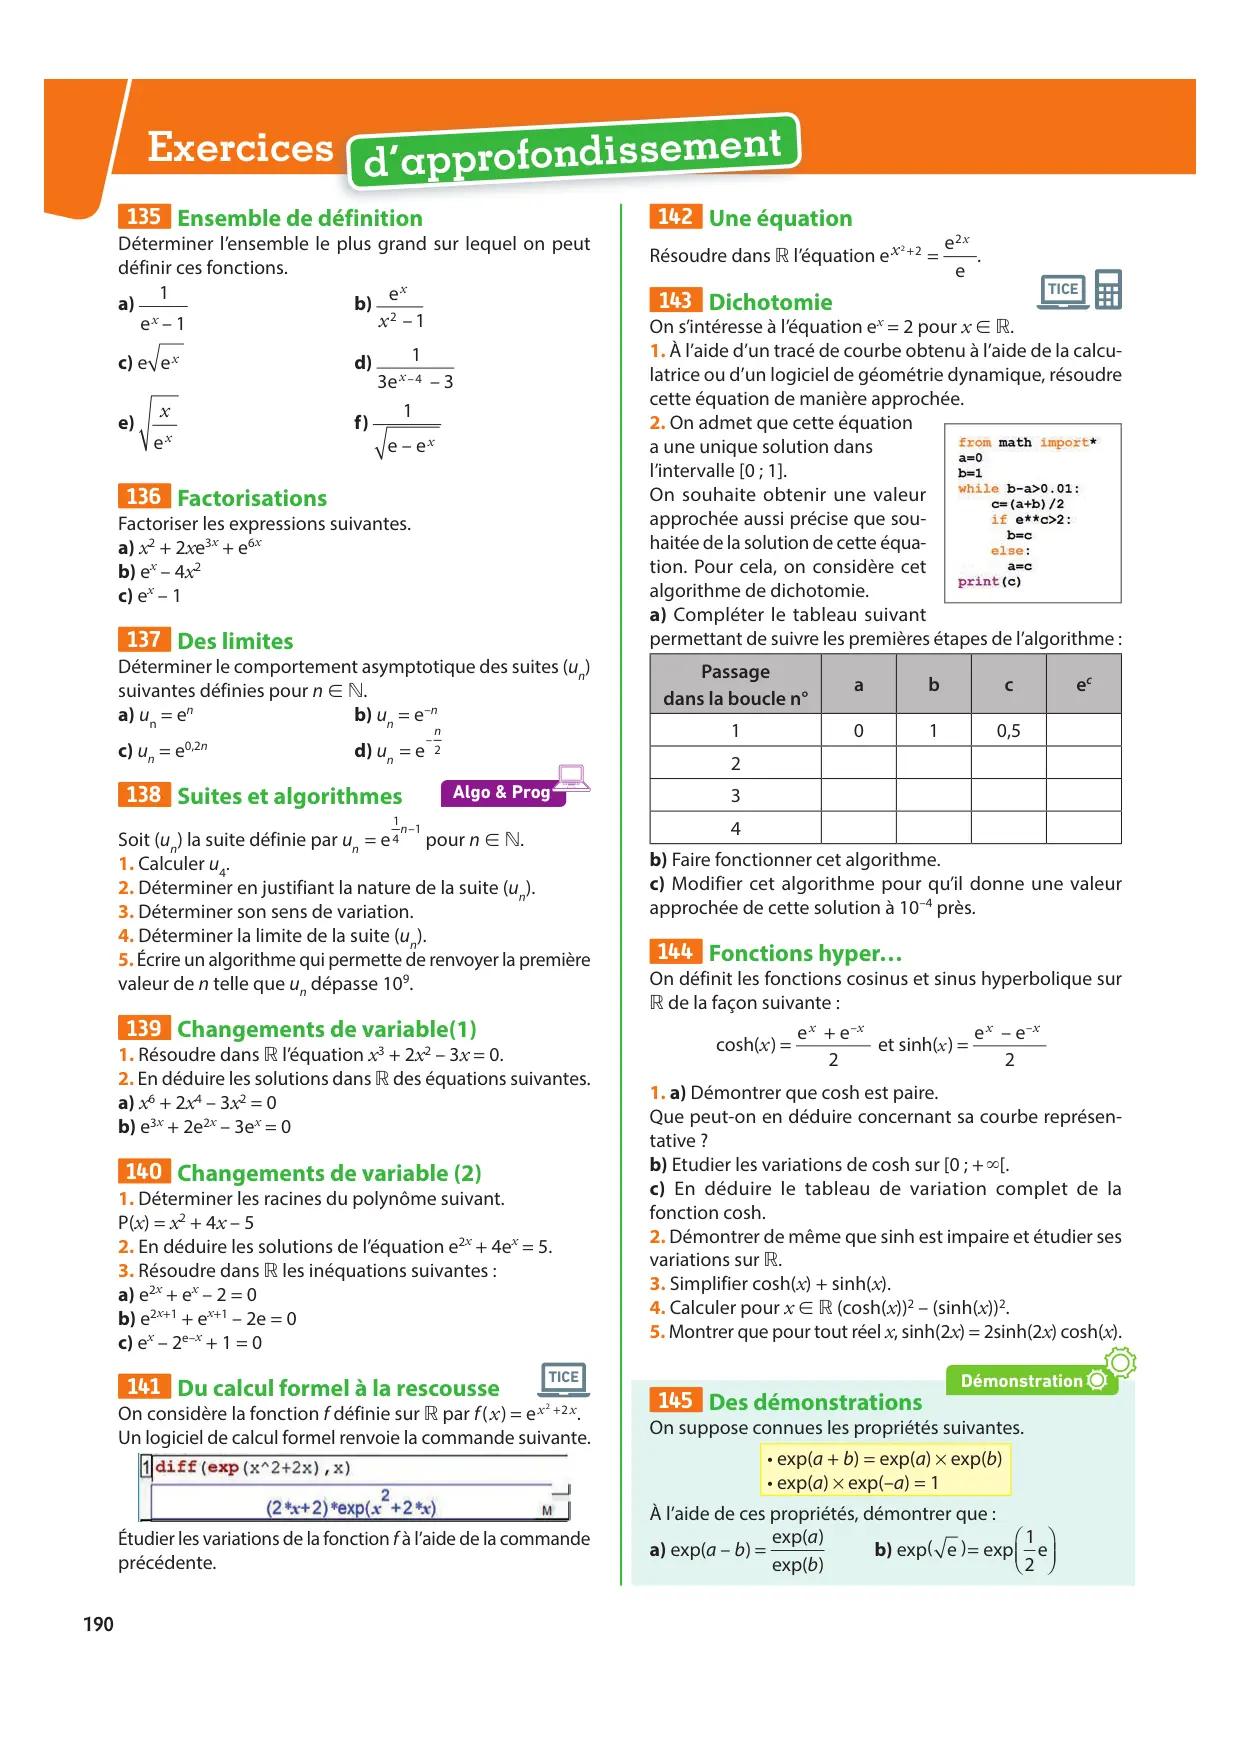 Exercices d'approfondissement
135 Ensemble de définition
Déterminer l'ensemble le plus grand sur lequel on peut
définir ces fonctions.
a) 1/(e^x – 1) b) e^x/(x² – 1)
c) e√(e^x) d) 1/(3e^(x–4) – 3)
e) √(x/e^x) f) 1/√(e – e^x)
136 Factorisations
Factoriser les expressions suivantes.
a) x² + 2xe^(3x) + e^(6x)
b) e^x – 4x²
c) e^x – 1
137 Des limites
Déterminer le comportement asymptotique des suites (u_n)
suivantes définies pour n ∈ ℕ.
a) u_n = e^n b) u_n = e^(–n)
c) u_n = e^(0,2n) d) u_n = e^(–n/2)
138 Suites et algorithmes Algo & Prog
Soit (u_n) la suite définie par u_n = e^(1/4 n–1) pour n ∈ ℕ.
1. Calculer u_4.
2. Déterminer en justifiant la nature de la suite (u_n).
3. Déterminer son sens de variation.
4. Déterminer la limite de la suite (u_n).
5. Écrire un algorithme qui permette de renvoyer la première
valeur de n telle que u_n dépasse 10⁹.
139 Changements de variable(1)
1. Résoudre dans ℝ l'équation x³ + 2x² – 3x = 0.
2. En déduire les solutions dans ℝ des équations suivantes.
a) x⁶ + 2x⁴ – 3x² = 0
b) e^(3x) + 2e^(2x) – 3e^x = 0
140 Changements de variable (2)
1. Déterminer les racines du polynôme suivant.
P(x) = x² + 4x – 5
2. En déduire les solutions de l'équation e^(2x) + 4e^x = 5.
3. Résoudre dans ℝ les inéquations suivantes :
a) e^(2x) + e^x – 2 = 0
b) e^(2x+1) + e^(x+1) – 2e = 0
c) e^x – 2^(e–x) + 1 = 0
141 Du calcul formel à la rescousse TICE
On considère la fonction f définie sur ℝ par f(x) = e^(x²+2x).
Un logiciel de calcul formel renvoie la commande suivante.
1 diff(exp(x^2+2x),x)
(2*x+2)*exp(x²+2*x) M
Étudier les variations de la fonction f à l'aide de la commande
précédente.
142 Une équation
Résoudre dans ℝ l'équation e^(x²+2) = e^(2x)/e.
143 Dichotomie TICE
On s'intéresse à l'équation e^x = 2 pour x ∈ ℝ.
1. À l'aide d'un tracé de courbe obtenu à l'aide de la calcu-
latrice ou d'un logiciel de géométrie dynamique, résoudre
cette équation de manière approchée.
2. On admet que cette équation
a une unique solution dans
l'intervalle [0 ; 1].
On souhaite obtenir une valeur
approchée aussi précise que sou-
haitée de la solution de cette équa-
tion. Pour cela, on considère cet
algorithme de dichotomie.
from math import*
a=0
b=1
while b-a>0.01:
c=(a+b)/2
if e**c>2:
b=c
else:
a=c
print(c)
a) Compléter le tableau suivant
permettant de suivre les premières étapes de l'algorithme :
Passage
dans la boucle n° a b c e^c
1 0 1 0,5
2
3
4
b) Faire fonctionner cet algorithme.
c) Modifier cet algorithme pour qu'il donne une valeur
approchée de cette solution à 10⁻⁴ près.
144 Fonctions hyper…
On définit les fonctions cosinus et sinus hyperbolique sur
ℝ de la façon suivante :
cosh(x) = (e^x + e^(–x))/2 et sinh(x) = (e^x – e^(–x))/2
1. a) Démontrer que cosh est paire.
Que peut-on en déduire concernant sa courbe représen-
tative ?
b) Etudier les variations de cosh sur [0 ; +∞[.
c) En déduire le tableau de variation complet de la
fonction cosh.
2. Démontrer de même que sinh est impaire et étudier ses
variations sur ℝ.
3. Simplifier cosh(x) + sinh(x).
4. Calculer pour x ∈ ℝ (cosh(x))² – (sinh(x))².
5. Montrer que pour tout réel x, sinh(2x) = 2sinh(2x) cosh(x).
Démonstration
145 Des démonstrations
On suppose connues les propriétés suivantes.
• exp(a + b) = exp(a) × exp(b)
• exp(a) × exp(–a) = 1
À l'aide de ces propriétés, démontrer que :
a) exp(a – b) = exp(a)/exp(b) b) exp(√e) = exp(1/2 e)
190